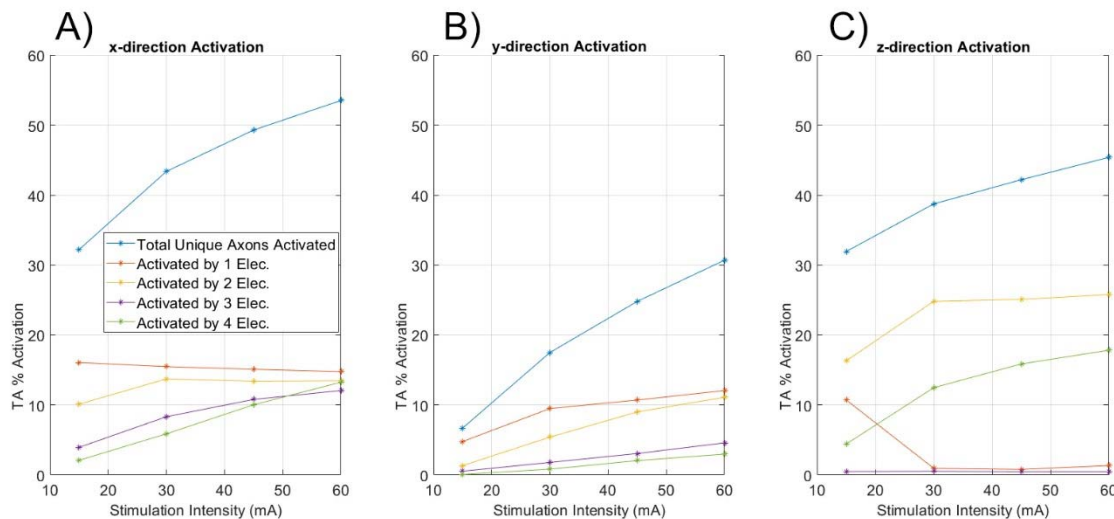 A)
x-direction Activation
60
50
40
30
20
10
0
TA % Activation
Total Unique Axons Activated
Activated by 1 Elec.
Activated by 2 Elec.
Activated by 3 Elec.
Activated by 4 Elec.
10 20 30 40 50 60
Stimulation Intensity (mA)
B)
y-direction Activation
60
50
40
30
20
10
0
TA % Activation
10 20 30 40 50 60
Stimulation Intensity (mA)
C)
z-direction Activation
60
50
40
30
20
10
0
TA % Activation
10 20 30 40 50 60
Stimulation Intensity (mA)